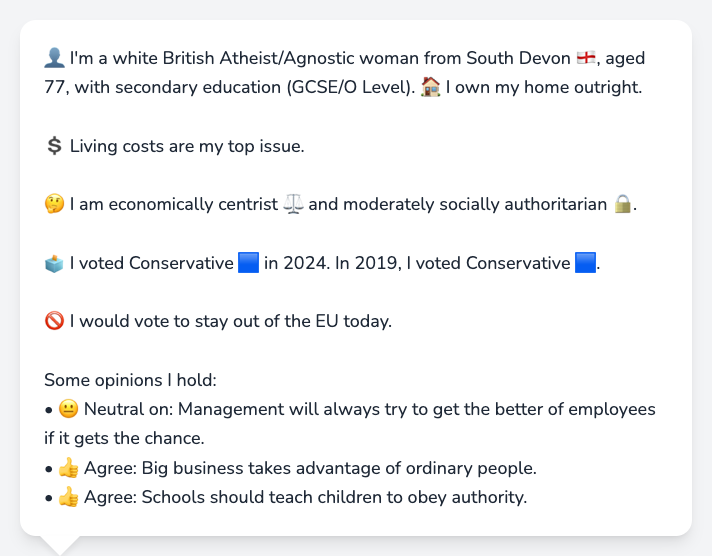 👤 I'm a white British Atheist/Agnostic woman from South Devon 🏴󠁧󠁢󠁥󠁮󠁧󠁿, aged
77, with secondary education (GCSE/O Level). 🏠 I own my home outright.
💲 Living costs are my top issue.
🤔 I am economically centrist ⚖️ and moderately socially authoritarian 🔒.
🗳️ I voted Conservative 🟦 in 2024. In 2019, I voted Conservative 🟦.
🚫 I would vote to stay out of the EU today.
Some opinions I hold:
• 😐 Neutral on: Management will always try to get the better of employees
if it gets the chance.
• 👍 Agree: Big business takes advantage of ordinary people.
• 👍 Agree: Schools should teach children to obey authority.